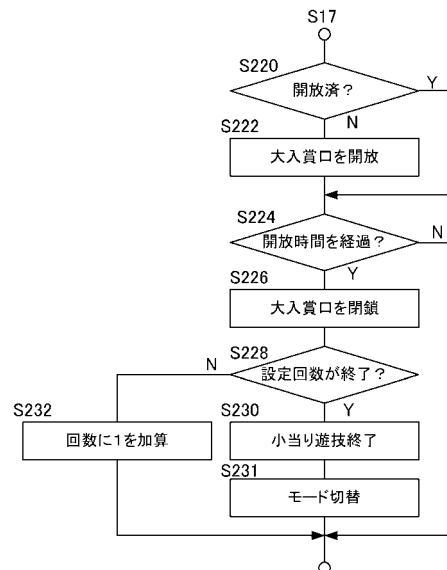 S17
S220
開放済?
Y
N
S222
大入賞口を開放
S224
開放時間を経過?
N
Y
S226
大入賞口を閉鎖
S228
N
設定回数が終了?
S232
S230
Y
回数に1を加算
小当り遊技終了
S231
モード切替